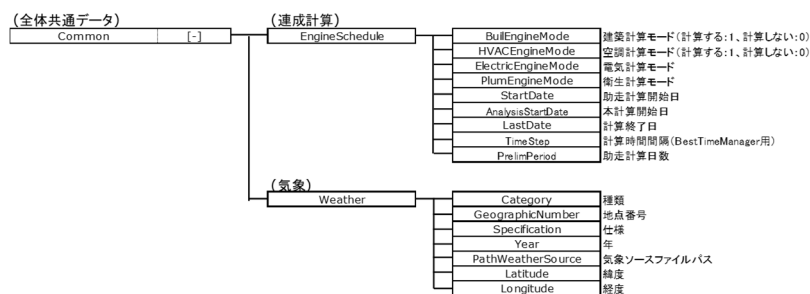 (全体共通データ) (連成計算)
Common [-] EngineSchedule BuilEngineMode 建築計算モード(計算する:1、計算しない:0)
HVACEngineMode 空調計算モード(計算する:1、計算しない:0)
ElectricEngineMode 電気計算モード
PlumEngineMode 衛生計算モード
StartDate 助走計算開始日
AnalysisStartDate 本計算開始日
LastDate 計算終了日
TimeStep 計算時間間隔(BestTimeManager用)
PrelimPeriod 助走計算日数
(気象)
Weather Category 種類
GeographicNumber 地点番号
Specification 仕様
Year 年
PathWeatherSource 気象ソースファイルパス
Latitude 緯度
Longitude 経度